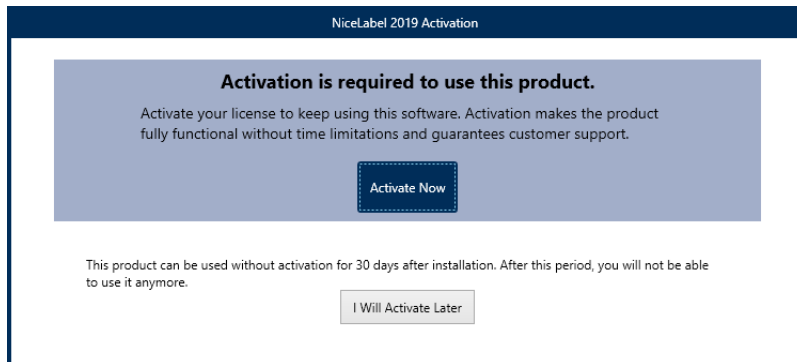 NiceLabel 2019 Activation
Activation is required to use this product.
Activate your license to keep using this software. Activation makes the product
fully functional without time limitations and guarantees customer support.
Activate Now
This product can be used without activation for 30 days after installation. After this period, you will not be able
to use it anymore.
I Will Activate Later